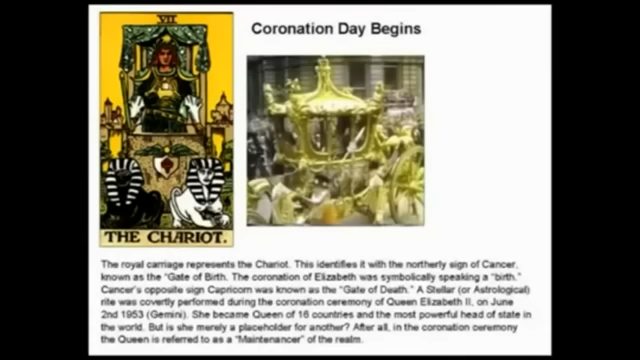 VII
Coronation Day Begins
THE CHARIOT.
The royal carriage represents the Chariot. This identifies it with the northerly sign of Cancer,
known as the "Gate of Birth. The coronation of Elizabeth was symbolically speaking a "birth."
Cancer's opposite sign Capricorn was known as the "Gate of Death." A Stellar (or Astrological)
rite was covertly performed during the coronation ceremony of Queen Elizabeth II, on June
2nd 1953 (Gemini). She became Queen of 16 countries and the most powerful head of state in
the world. But is she merely a placeholder for another? After all, in the coronation ceremony
the Queen is referred to as a "Maintenancer" of the realm.